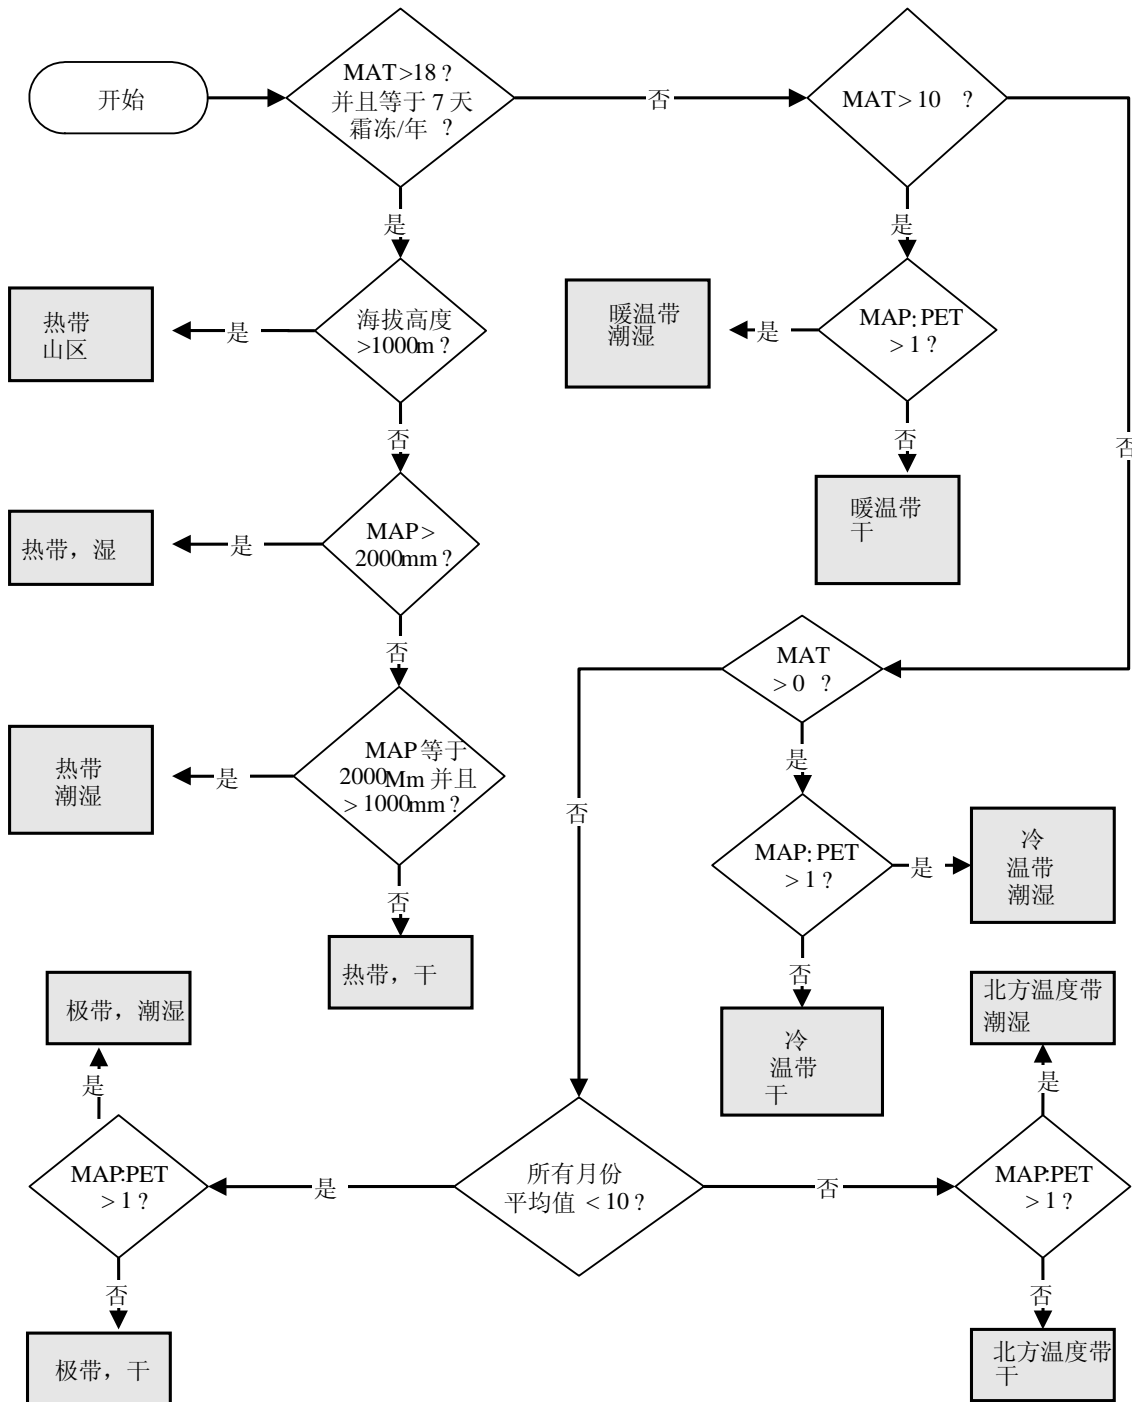 开始
MAT>18 ?
并且等于 7 天
霜冻/年 ?
否
MAT> 10 ?
是
是
热带
山区
是
海拔高度
>1000m ?
暖温带
潮湿
是
MAP: PET
> 1 ?
否
否
否
热带，湿
是
MAP >
2000mm ?
暖温带
干
否
MAT
> 0 ?
热带
潮湿
是
MAP 等于
2000Mm 并且
> 1000mm ?
是
否
MAP: PET
> 1 ?
是
冷
温带
潮湿
否
热带，干
否
极带，潮湿
北方温度带
潮湿
冷
温带
干
是
是
MAP:PET
> 1 ?
是
所有月份
平均值 < 10 ?
否
MAP:PET
> 1 ?
否
否
极带，干
北方温度带
干